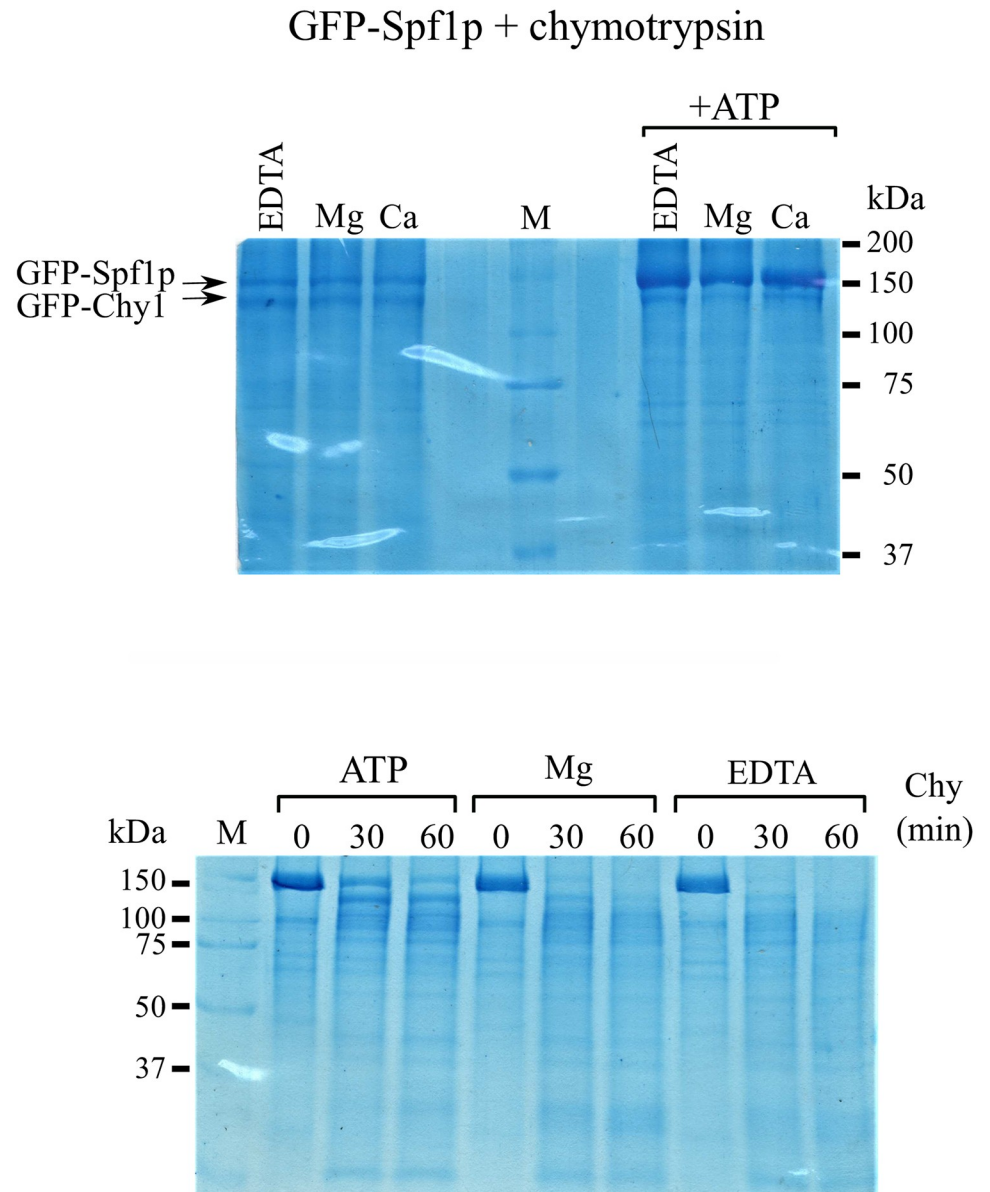 GFP-Spf1p + chymotrypsin
+ATP
EDTA Mg Ca M EDTA Mg Ca kDa
200
GFP-Spf1p 150
GFP-Chy1
100
75
50
37
ATP Mg EDTA Chy
kDa M 0 30 60 0 30 60 0 30 60 (min)
150
100
75
50
37